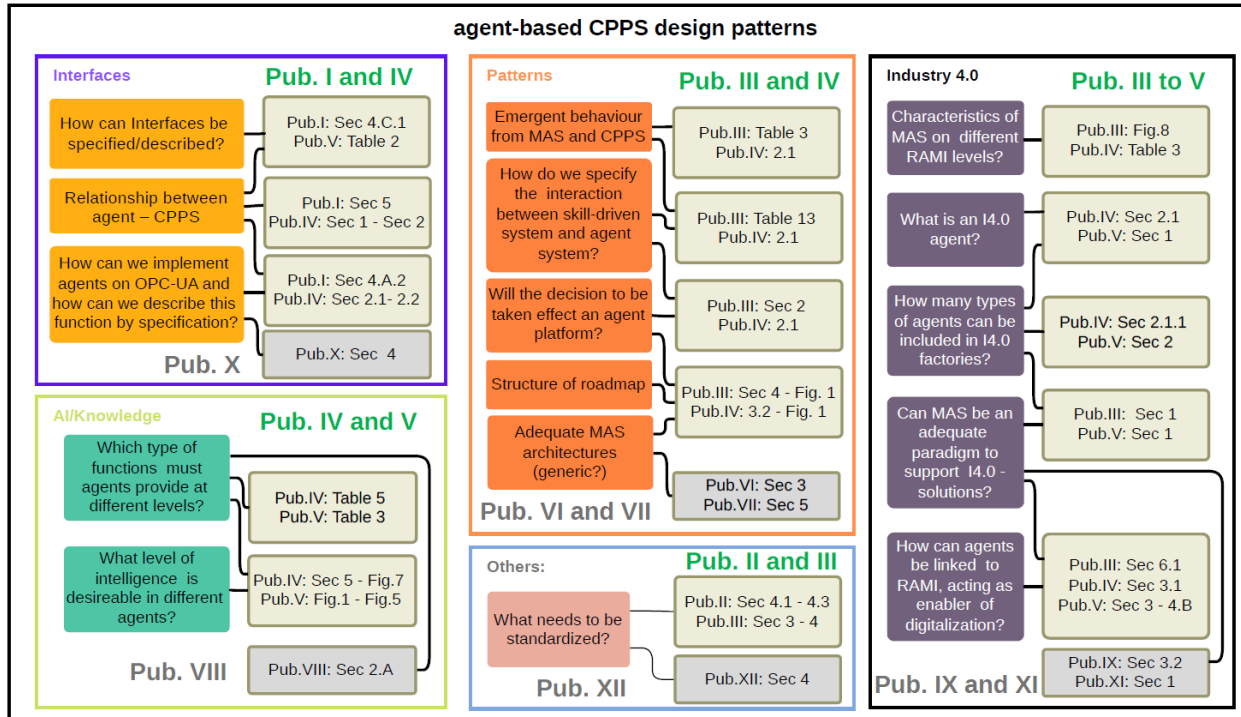 agent-based CPPS design patterns
Interfaces
Pub. I and IV
How can Interfaces be
specified/described?
Pub.I: Sec 4.C.1
Pub.V: Table 2
Relationship between
agent – CPPS
Pub.I: Sec 5
Pub.IV: Sec 1 - Sec 2
How can we implement
agents on OPC-UA and
how can we describe this
function by specification?
Pub.I: Sec 4.A.2
Pub.IV: Sec 2.1- 2.2
Pub.X: Sec 4
Pub. X
AI/Knowledge
Pub. IV and V
Which type of
functions must
agents provide at
different levels?
Pub.IV: Table 5
Pub.V: Table 3
What level of
intelligence is
desireable in different
agents?
Pub.IV: Sec 5 - Fig.7
Pub.V: Fig.1 - Fig.5
Pub.VIII: Sec 2.A
Pub. VIII
Patterns
Pub. III and IV
Emergent behaviour
from MAS and CPPS
Pub.III: Table 3
Pub.IV: 2.1
How do we specify
the interaction
between skill-driven
system and agent
system?
Pub.III: Table 13
Pub.IV: 2.1
Will the decision to be
taken effect an agent
platform?
Pub.III: Sec 2
Pub.IV: 2.1
Structure of roadmap
Pub.III: Sec 4 - Fig. 1
Pub.IV: 3.2 - Fig. 1
Adequate MAS
architectures
(generic?)
Pub.VI: Sec 3
Pub.VII: Sec 5
Pub. VI and VII
Others:
Pub. II and III
What needs to be
standardized?
Pub.II: Sec 4.1 - 4.3
Pub.III: Sec 3 - 4
Pub.XII: Sec 4
Pub. XII
Industry 4.0
Pub. III to V
Characteristics of
MAS on different
RAMI levels?
Pub.III: Fig.8
Pub.IV: Table 3
What is an I4.0
agent?
Pub.IV: Sec 2.1
Pub.V: Sec 1
How many types
of agents can be
included in I4.0
factories?
Pub.IV: Sec 2.1.1
Pub.V: Sec 2
Can MAS be an
adequate
paradigm to
support I4.0 -
solutions?
Pub.III: Sec 1
Pub.V: Sec 1
How can agents
be linked to
RAMI, acting as
enabler of
digitalization?
Pub.III: Sec 6.1
Pub.IV: Sec 3.1
Pub.V: Sec 3 - 4.B
Pub.IX: Sec 3.2
Pub.XI: Sec 1
Pub. IX and XI